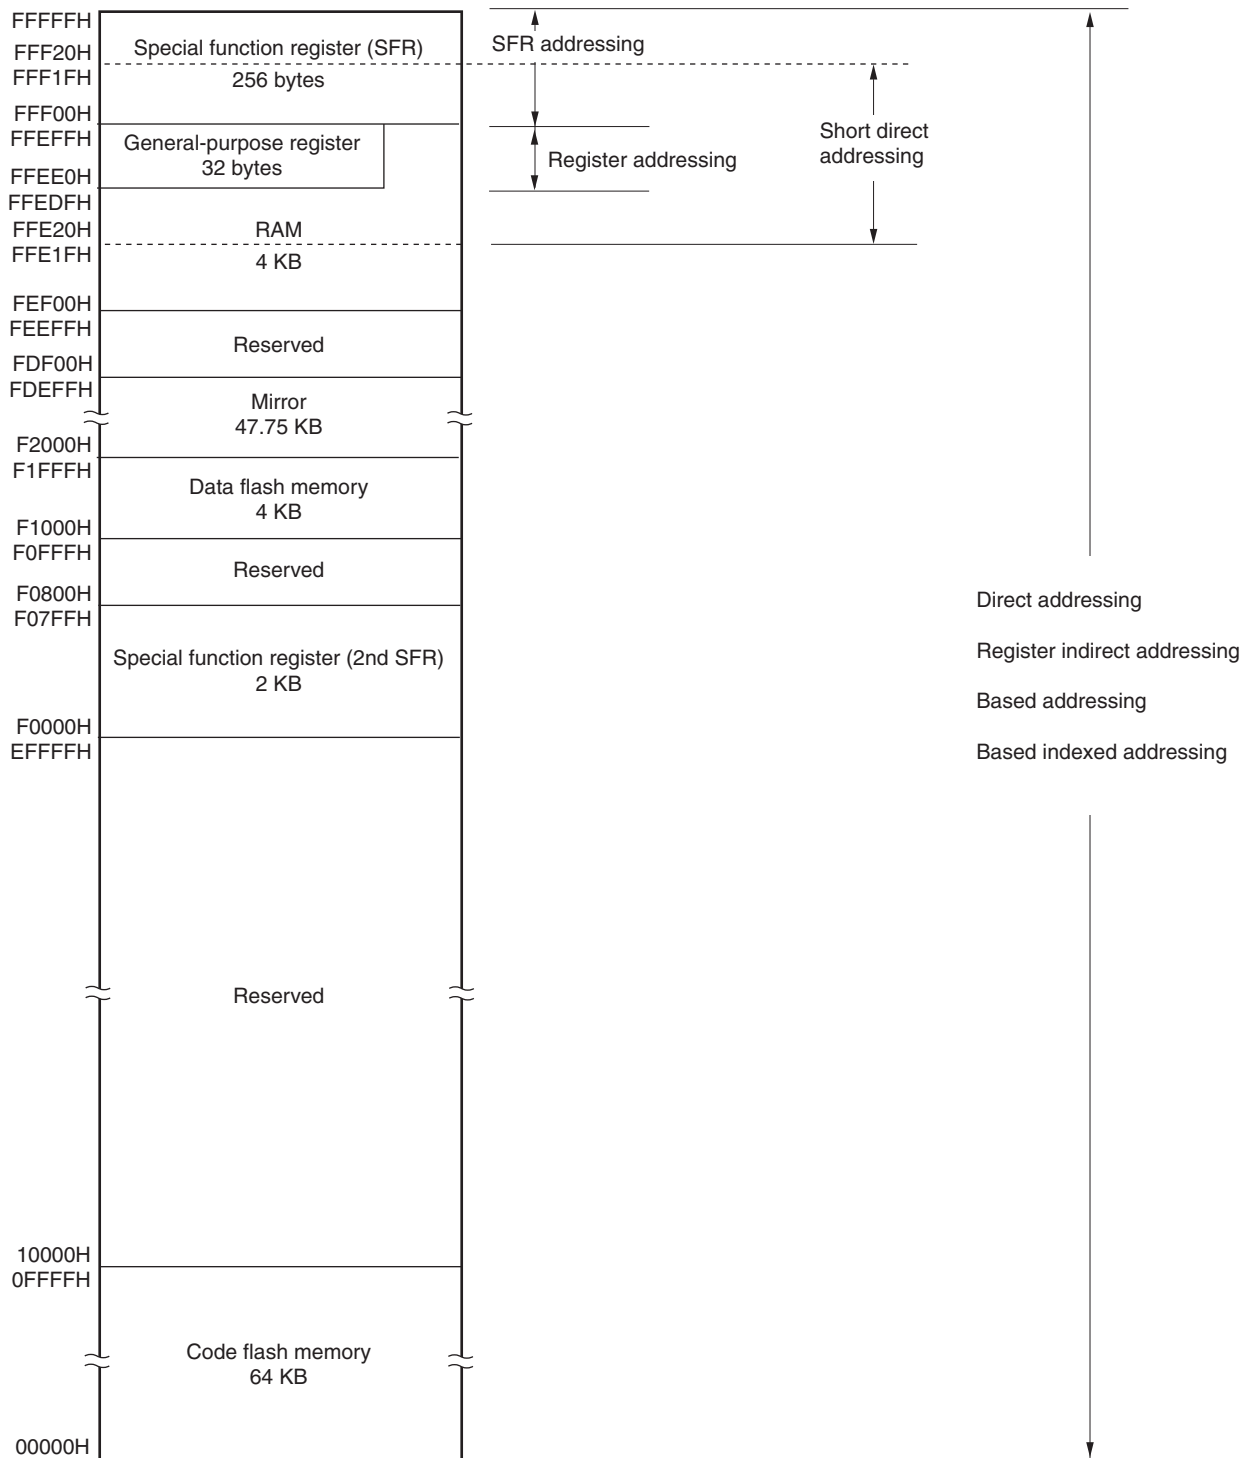 FFFFFH
FFF20H
FFF1FH
FFF00H
FFEFFH
FFEE0H
FFEDFH
FFE20H
FFE1FH
FEF00H
FEEFFH
FDF00H
FDEFFH
F2000H
F1FFFH
F1000H
F0FFFH
F0800H
F07FFH
F0000H
EFFFFH
10000H
0FFFFH
00000H
Special function register (SFR)
256 bytes
General-purpose register
32 bytes
RAM
4 KB
Reserved
Mirror
47.75 KB
Data flash memory
4 KB
Reserved
Special function register (2nd SFR)
2 KB
Reserved
Code flash memory
64 KB
SFR addressing
Register addressing
Short direct
addressing
Direct addressing
Register indirect addressing
Based addressing
Based indexed addressing